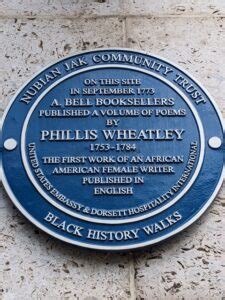 NUBIAN JAK COMMUNITY TRUST
ON THIS SITE
IN SEPTEMBER 1773
A. BELL BOOKSELLERS
PUBLISHED A VOLUME OF POEMS
BY
PHILLIS WHEATLEY
1753–1784
THE FIRST WORK OF AN AFRICAN
AMERICAN FEMALE WRITER
PUBLISHED IN
ENGLISH
UNITED STATES EMBASSY & DORSETT HOSPITALITY INTERNATIONAL
BLACK HISTORY WALKS